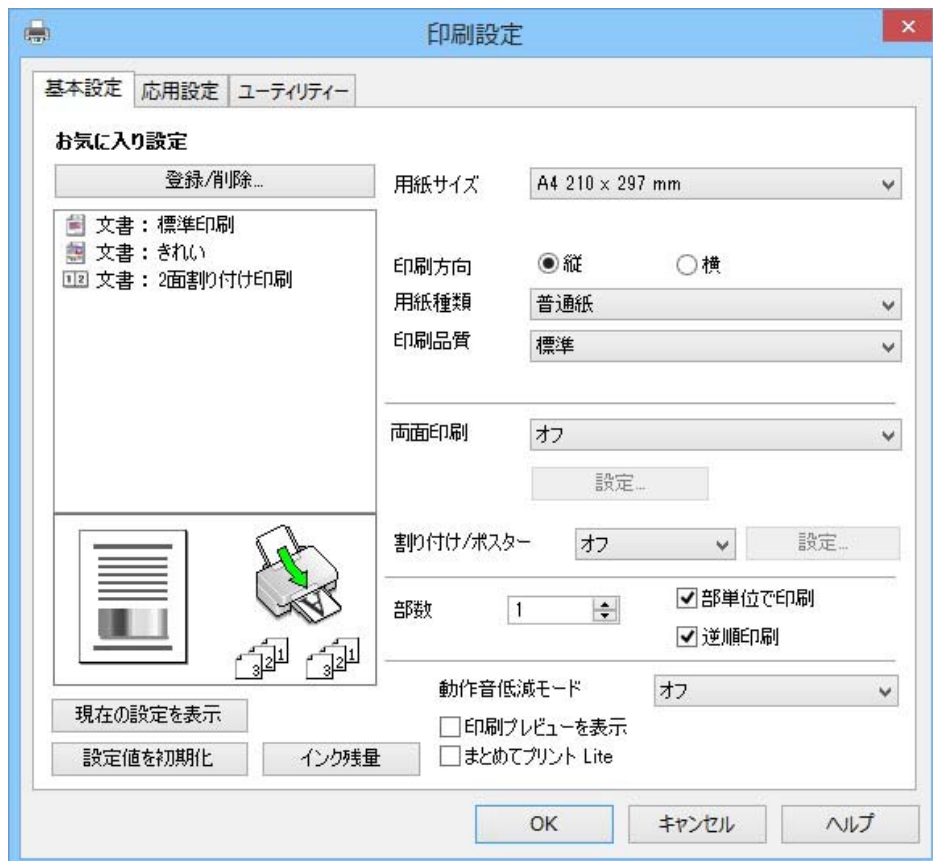 印刷設定
基本設定 応用設定 ユーティリティー
お気に入り設定
登録/削除...
文書：標準印刷
文書：きれい
1 2 文書：2面割り付け印刷
用紙サイズ A4 210 x 297 mm
印刷方向 縦 横
用紙種類 普通紙
印刷品質 標準
両面印刷 オフ
設定...
割り付け/ポスター オフ 設定...
部数 1 部単位で印刷
逆順印刷
3 2 1 3 2 1
動作音低減モード オフ
現在の設定を表示 印刷プレビューを表示
設定値を初期化 インク残量 まとめてプリント Lite
OK キャンセル ヘルプ